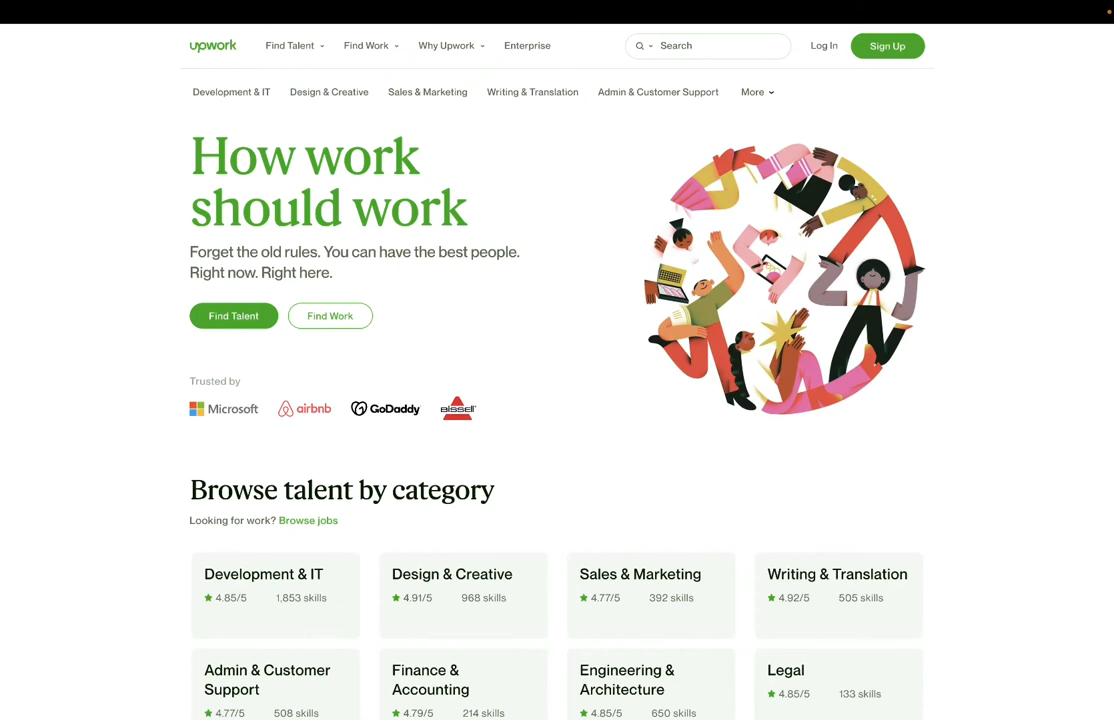 upwork Find Talent Find Work Why Upwork Enterprise Search Log In Sign Up
Development & IT Design & Creative Sales & Marketing Writing & Translation Admin & Customer Support More
How work
should work
Forget the old rules. You can have the best people.
Right now. Right here.
Find Talent Find Work
Trusted by
Microsoft airbnb GoDaddy BISSELL
Browse talent by category
Looking for work? Browse jobs
Development & IT
4.85/5 1,853 skills
Design & Creative
4.91/5 968 skills
Sales & Marketing
4.77/5 392 skills
Writing & Translation
4.92/5 505 skills
Admin & Customer
Support
4.77/5 508 skills
Finance &
Accounting
4.79/5 214 skills
Engineering &
Architecture
4.85/5 650 skills
Legal
4.85/5 133 skills